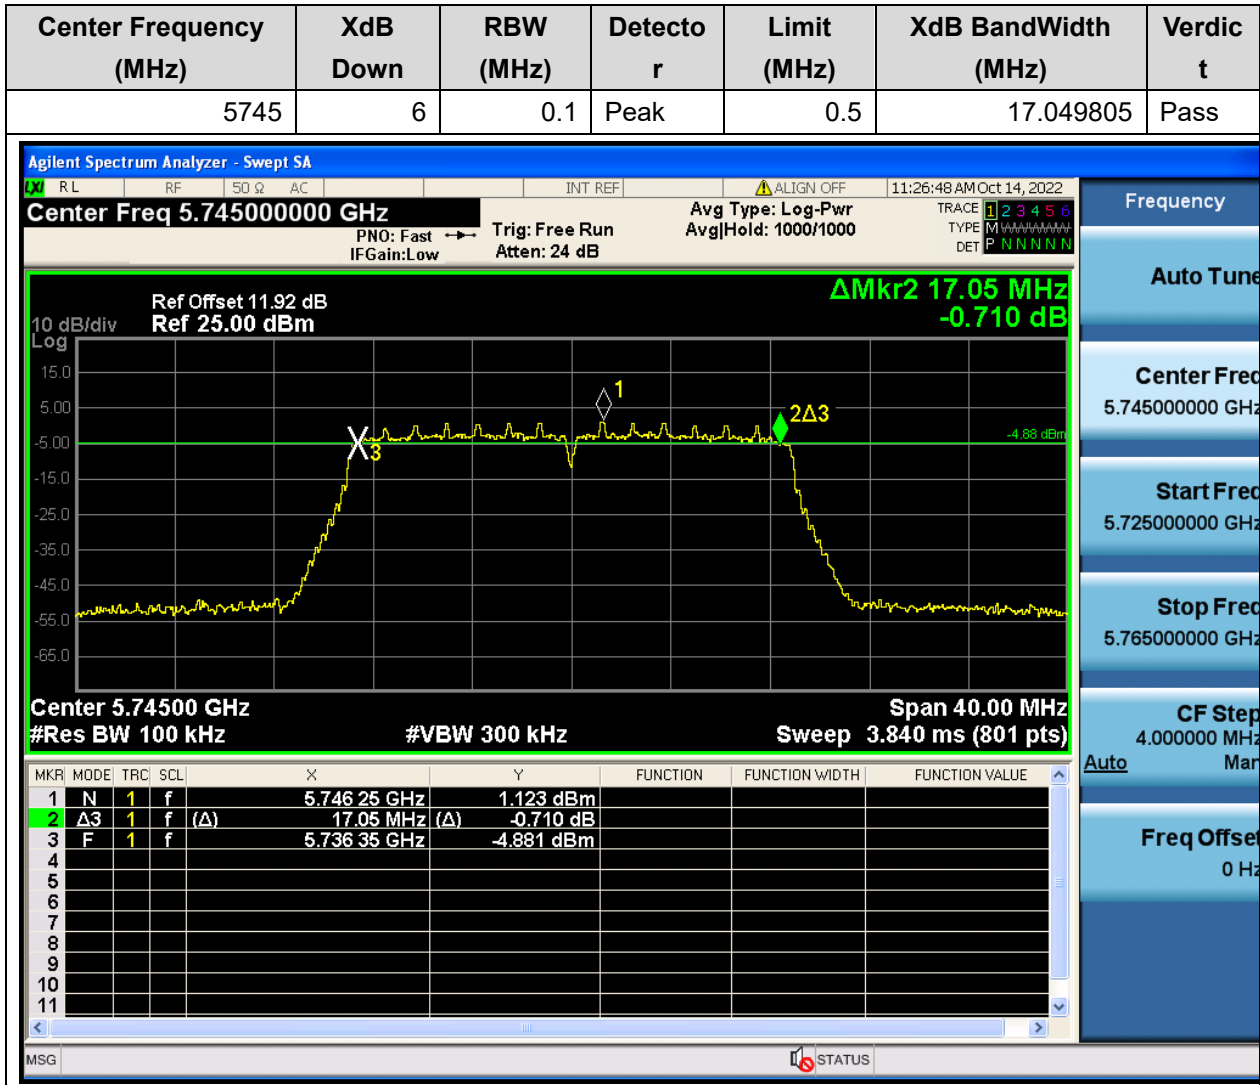 Center Frequency (MHz) XdB Down RBW (MHz) Detecto r Limit (MHz) XdB BandWidth (MHz) Verdic t
5745 6 0.1 Peak 0.5 17.049805 Pass
Agilent Spectrum Analyzer - Swept SA
LXI RL RF 50 Ω AC INT REF ALIGN OFF 11:26:48 AM Oct 14, 2022
Center Freq 5.745000000 GHz
PNO: Fast
IFGain:Low
Trig: Free Run
Atten: 24 dB
Avg Type: Log-Pwr
Avg|Hold: 1000/1000
TRACE 1 2 3 4 5 6
TYPE M
DET P N N N N N
ΔMkr2 17.05 MHz
-0.710 dB
Ref Offset 11.92 dB
10 dB/div Ref 25.00 dBm
Log
15.0
5.00
-5.00
-15.0
-25.0
-35.0
-45.0
-55.0
-65.0
1
2Δ3
3
-4.88 dBm
Center 5.74500 GHz Span 40.00 MHz
#Res BW 100 kHz #VBW 300 kHz Sweep 3.840 ms (801 pts)
MKR MODE TRC SCL X Y FUNCTION FUNCTION WIDTH FUNCTION VALUE
1 N 1 f 5.746 25 GHz 1.123 dBm
2 Δ3 1 f (Δ) 17.05 MHz (Δ) -0.710 dB
3 F 1 f 5.736 35 GHz -4.881 dBm
4
5
6
7
8
9
10
11
MSG STATUS
Frequency
Auto Tune
Center Freq
5.745000000 GHz
Start Freq
5.725000000 GHz
Stop Freq
5.765000000 GHz
CF Step
4.000000 MHz
Auto Man
Freq Offset
0 Hz